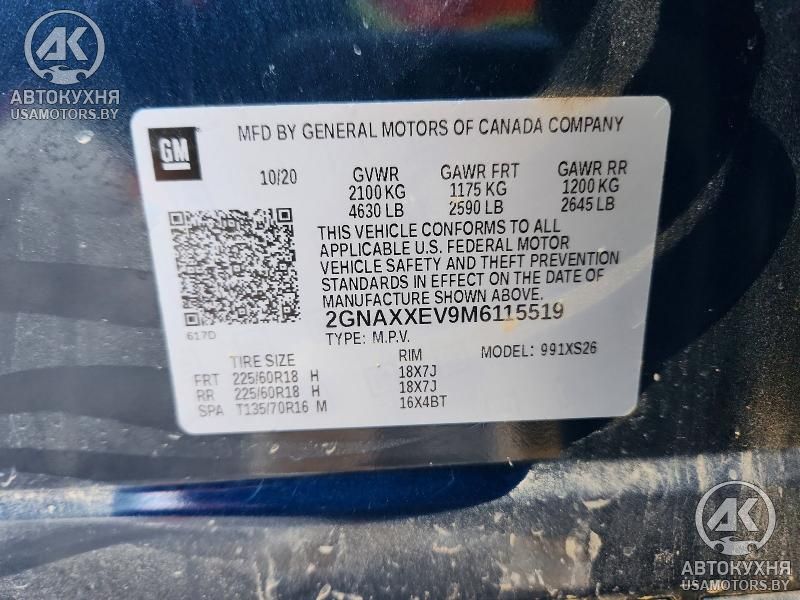 AK
АВТОКУХНЯ
USAMOTORS.BY
GM
MFD BY GENERAL MOTORS OF CANADA COMPANY
10/20 GVWR GAWR FRT GAWR RR
2100 KG 1175 KG 1200 KG
4630 LB 2590 LB 2645 LB
THIS VEHICLE CONFORMS TO ALL
APPLICABLE U.S. FEDERAL MOTOR
VEHICLE SAFETY AND THEFT PREVENTION
STANDARDS IN EFFECT ON THE DATE OF
MANUFACTURE SHOWN ABOVE.
617D
2GNAXXEV9M6115519
TYPE: M.P.V. MODEL: 991XS26
TIRE SIZE RIM
FRT 225/60R18 H 18X7J
RR 225/60R18 H 18X7J
SPA T135/70R16 M 16X4BT
AK
АВТОКУХНЯ
USAMOTORS.BY